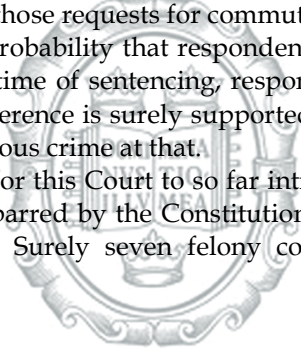 hose requests for commut
robability that responden
time of sentencing, respon
erence is surely supported
ous crime at that.
or this Court to so far intr
barred by the Constitution
Surely seven felony co